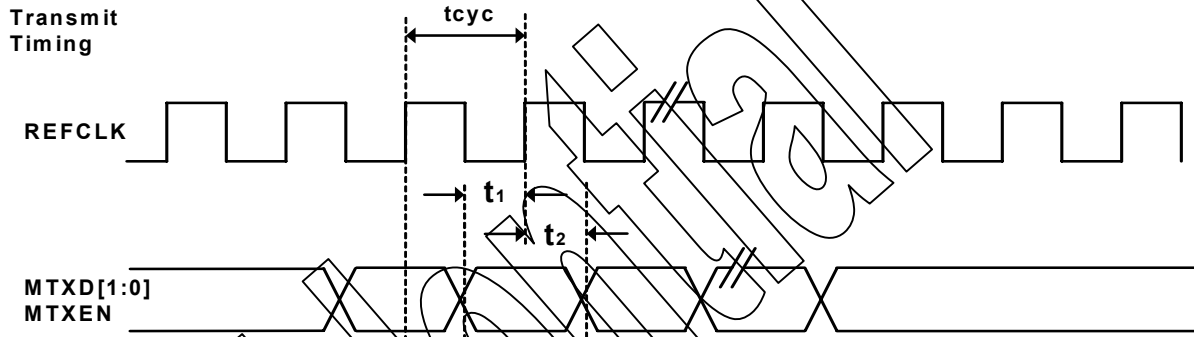 Transmit
Timing
tcyc
REFCLK
t1
t2
MTXD[1:0]
MTXEN